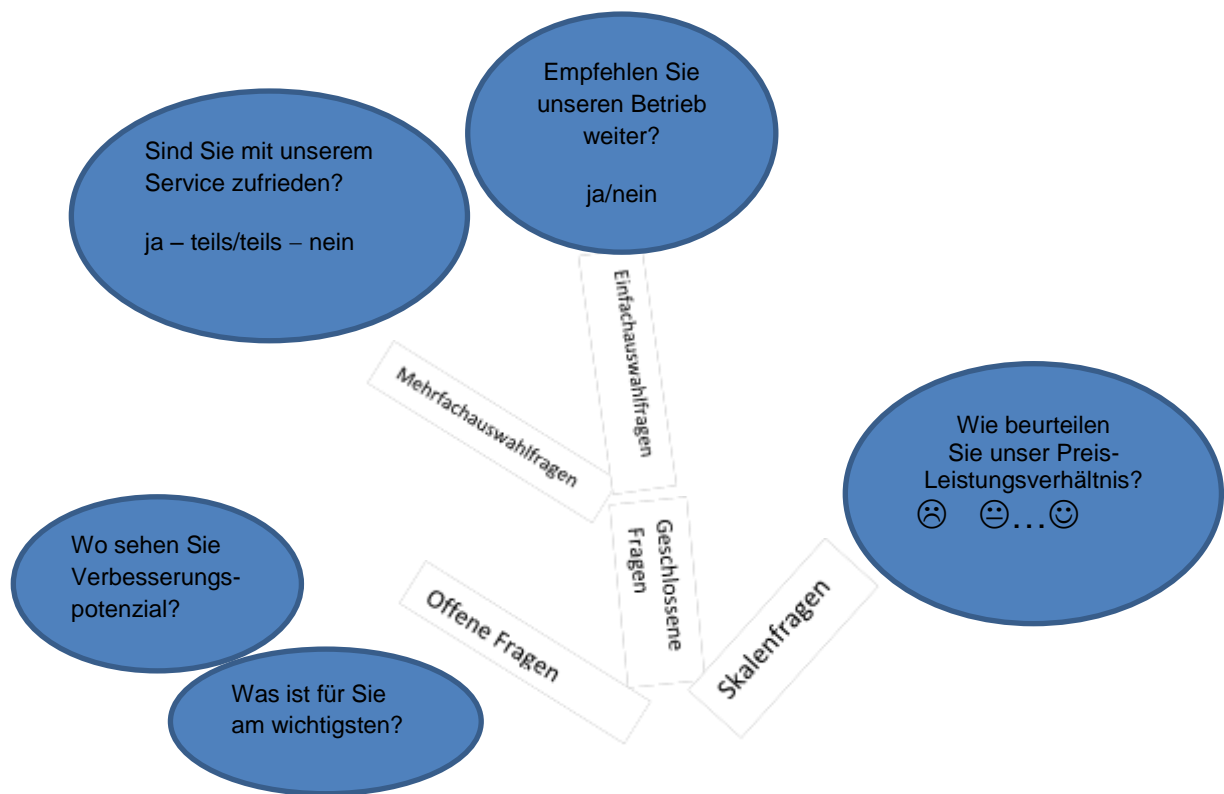 Empfehlen Sie
unseren Betrieb
weiter?
ja/nein
Sind Sie mit unserem
Service zufrieden?
ja – teils/teils – nein
Einfachauswahlfragen
Mehrfachauswahlfragen
Wie beurteilen
Sie unser Preis-
Leistungsverhältnis?
☹ 😐...☺
Geschlossene
Fragen
Wo sehen Sie
Verbesserungs-
potenzial?
Offene Fragen
Skalenfragen
Was ist für Sie
am wichtigsten?